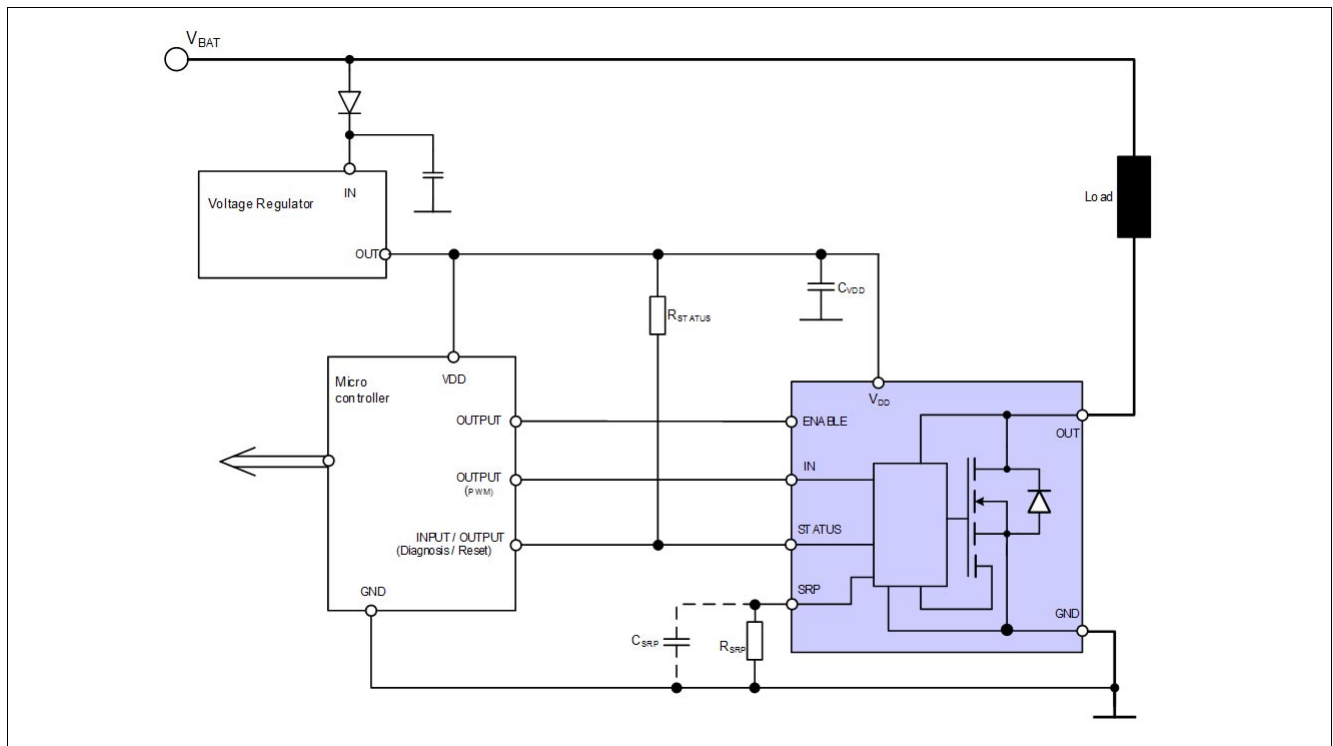 VBAT
IN
Voltage Regulator
OUT
Load
CVDD
RSTATUS
Micro
controller
VDD
VDD
OUTPUT
ENABLE
OUT
OUTPUT
(PWM)
IN
INPUT / OUTPUT
(Diagnosis / Reset)
STATUS
GND
SRP
GND
CSRP
RSRP